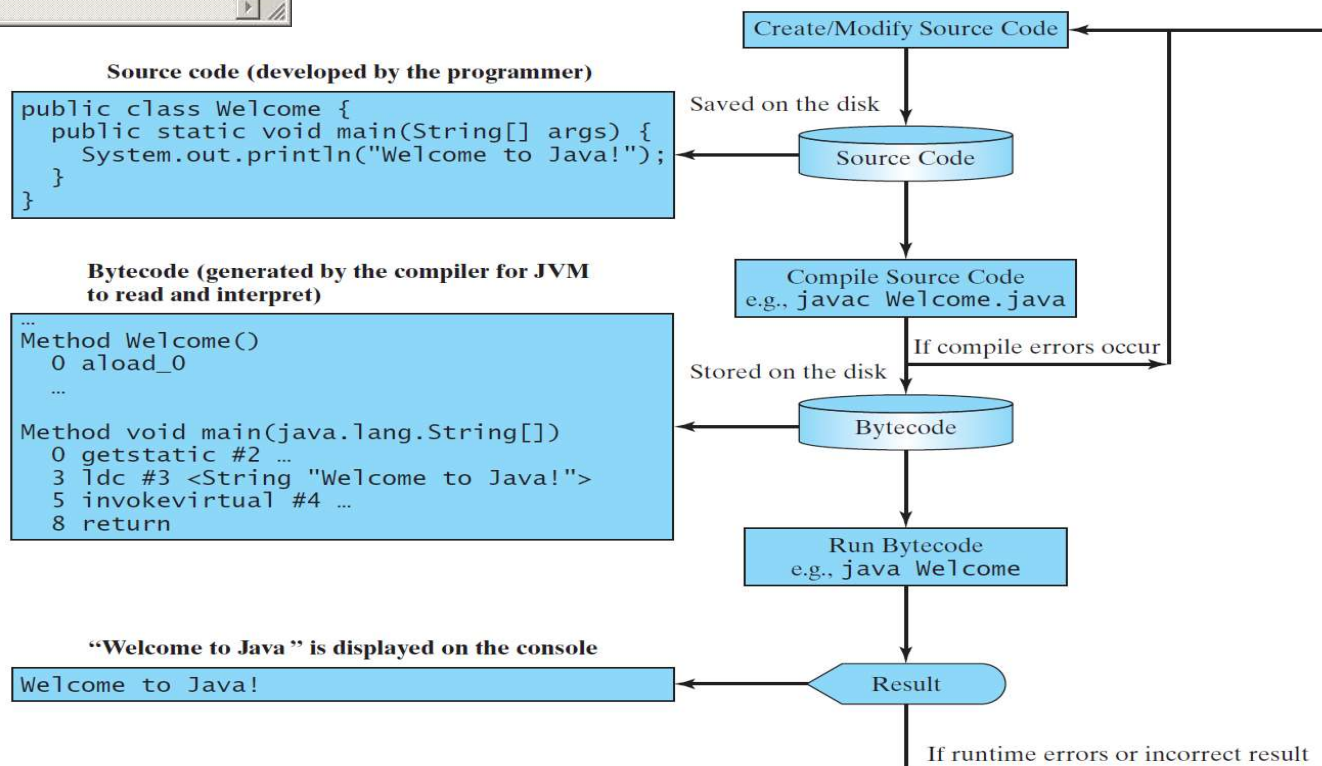 Create/Modify Source Code
Source code (developed by the programmer)
public class Welcome {
  public static void main(String[] args) {
    System.out.println("Welcome to Java!");
  }
}
Saved on the disk
Source Code
Bytecode (generated by the compiler for JVM
to read and interpret)
…
Method Welcome()
  0 aload_0
  …
Method void main(java.lang.String[])
  0 getstatic #2 …
  3 ldc #3 <String "Welcome to Java!">
  5 invokevirtual #4 …
  8 return
Compile Source Code
e.g., javac Welcome.java
If compile errors occur
Stored on the disk
Bytecode
Run Bytecode
e.g., java Welcome
“Welcome to Java” is displayed on the console
Welcome to Java!
Result
If runtime errors or incorrect result